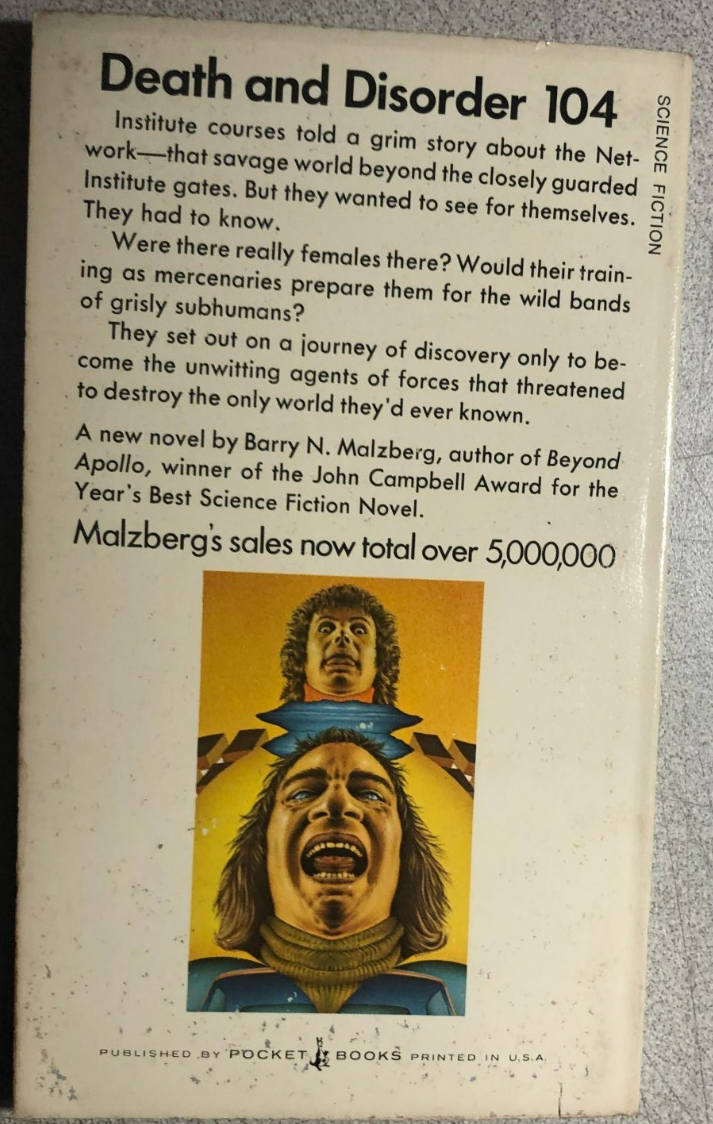 Death and Disorder 104
Institute courses told a grim story about the Net-
work—that savage world beyond the closely guarded
Institute gates. But they wanted to see for themselves.
They had to know.
Were there really females there? Would their train-
ing as mercenaries prepare them for the wild bands
of grisly subhumans?
They set out on a journey of discovery only to be-
come the unwitting agents of forces that threatened
to destroy the only world they'd ever known.
A new novel by Barry N. Malzberg, author of Beyond
Apollo, winner of the John Campbell Award for the
Year's Best Science Fiction Novel.
Malzberg's sales now total over 5,000,000
PUBLISHED BY POCKET BOOKS PRINTED IN U.S.A.
SCIENCE FICTION